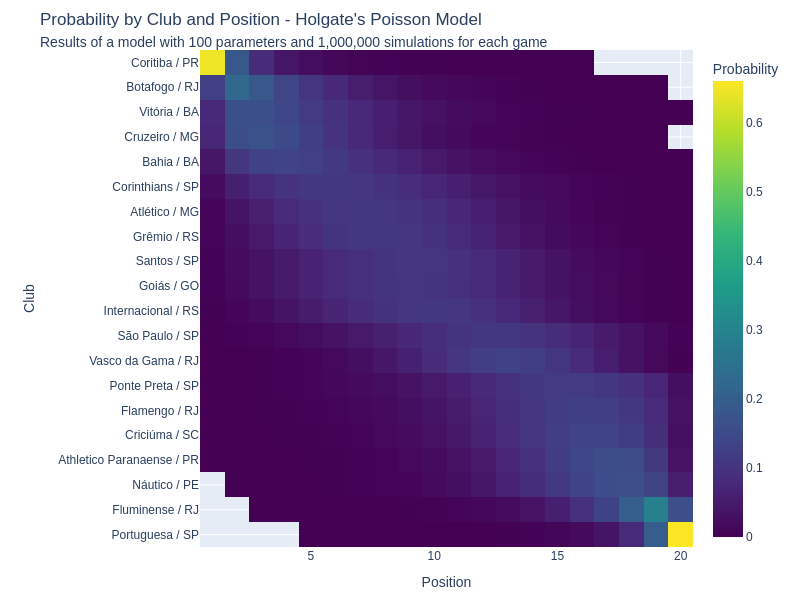 Probability by Club and Position - Holgate's Poisson Model
Results of a model with 100 parameters and 1,000,000 simulations for each game
Probability
Club
Coritiba / PR
Botafogo / RJ
Vitória / BA
Cruzeiro / MG
Bahia / BA
Corinthians / SP
Atlético / MG
Grêmio / RS
Santos / SP
Goiás / GO
Internacional / RS
São Paulo / SP
Vasco da Gama / RJ
Ponte Preta / SP
Flamengo / RJ
Criciúma / SC
Athletico Paranaense / PR
Náutico / PE
Fluminense / RJ
Portuguesa / SP
0.6
0.5
0.4
0.3
0.2
0.1
0
5 10 15 20
Position